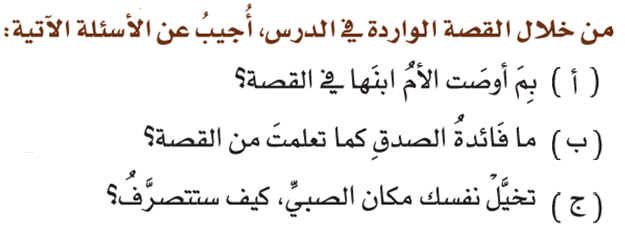 من خلال القصة الواردة في الدرس، أُجيبُ عن الأسئلة الآتية:
( أ ) بِمَ أوصَت الأمُ ابنَها في القصة؟
(ب) ما فَائدةُ الصدقِ كما تعلمتَ من القصة؟
(ج) تخيَّلْ نفسك مكان الصبيِّ، كيف ستتصرَّفُ؟